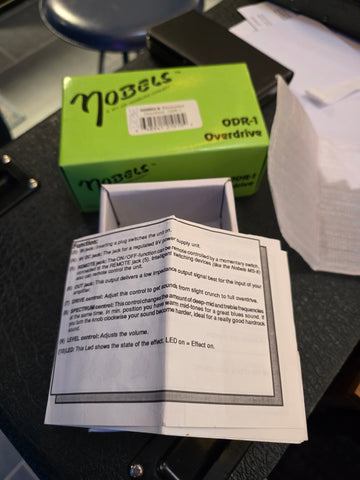 NOBELS
NOBELS
ODR-1
Overdrive
NOBELS
ODR-1
Overdrive
Function:
IN jack: Inserting a plug switches the unit on.
DC jack: The jack for a regulated 9V power supply unit.
REMOTE jack: The ON/OFF-function can be remote controlled by a momentary switch,
connected at the REMOTE jack (5). Intelligent switching devices (like the Nobels MS-4)
also can remote control the unit.
(6) OUT jack: This output delivers a low impedance output signal best for the input of your
amplifier.
(7) DRIVE control: Adjust this control to get sounds from slight crunch to full overdrive.
(8) SPECTRUM control: This control changes the amount of deep-mid and treble frequencies
at the same time. In min. position you have warm mid-tones for a great blues sound. If
you turn the knob clockwise your sound become harder, ideal for a really good hardrock
sound.
(9) LEVEL control: Adjusts the volume.
(10) LED: This Led shows the state of the effect. LED on = Effect on.